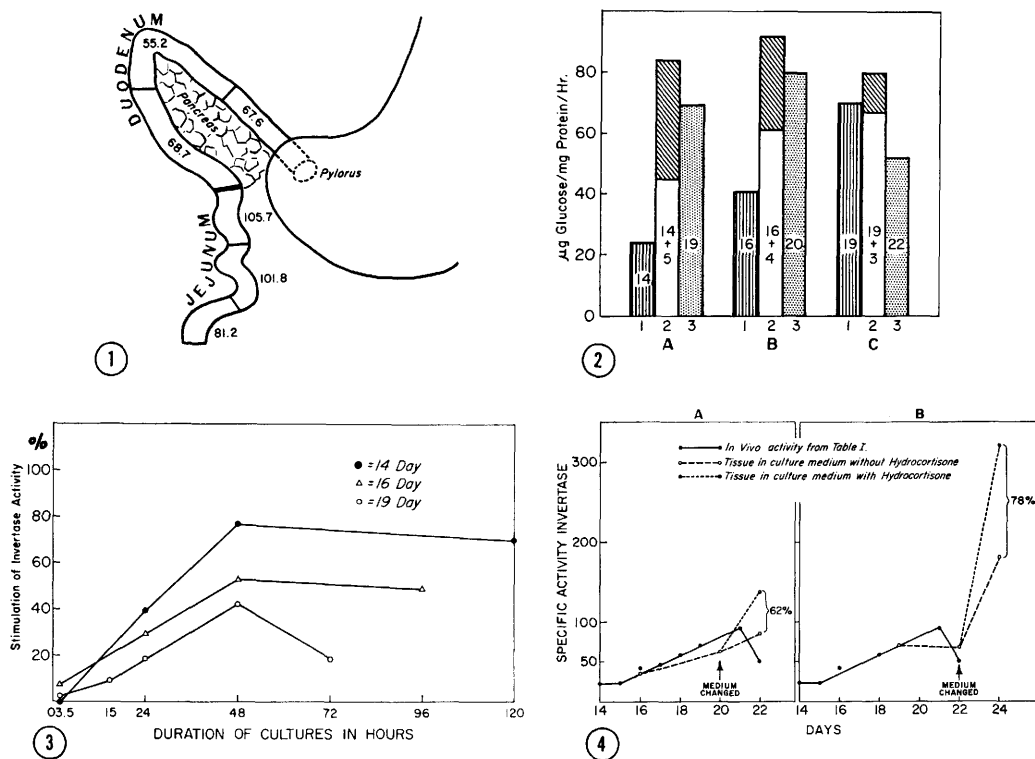 DUODENUM
55.2
Pancreas
67.6
68.7
Pylorus
105.7
JEJUNUM
101.8
81.2
1
µg Glucose/mg Protein/Hr.
80
60
40
20
0
14
14
+
5
19
16
16
+
4
20
19
19
+
3
22
1 2 3 1 2 3 1 2 3
A B C
2
%
Stimulation of Invertase Activity
100
80
60
40
20
● = 14 Day
△ = 16 Day
○ = 19 Day
0 3.5 15 24 48 72 96 120
DURATION OF CULTURES IN HOURS
3
A B
SPECIFIC ACTIVITY INVERTASE
300
200
100
50
In Vivo activity from Table I.
Tissue in culture medium without Hydrocortisone
Tissue in culture medium with Hydrocortisone
62%
78%
MEDIUM
CHANGED
MEDIUM
CHANGED
14 16 18 20 22 14 16 18 20 22 24
DAYS
4